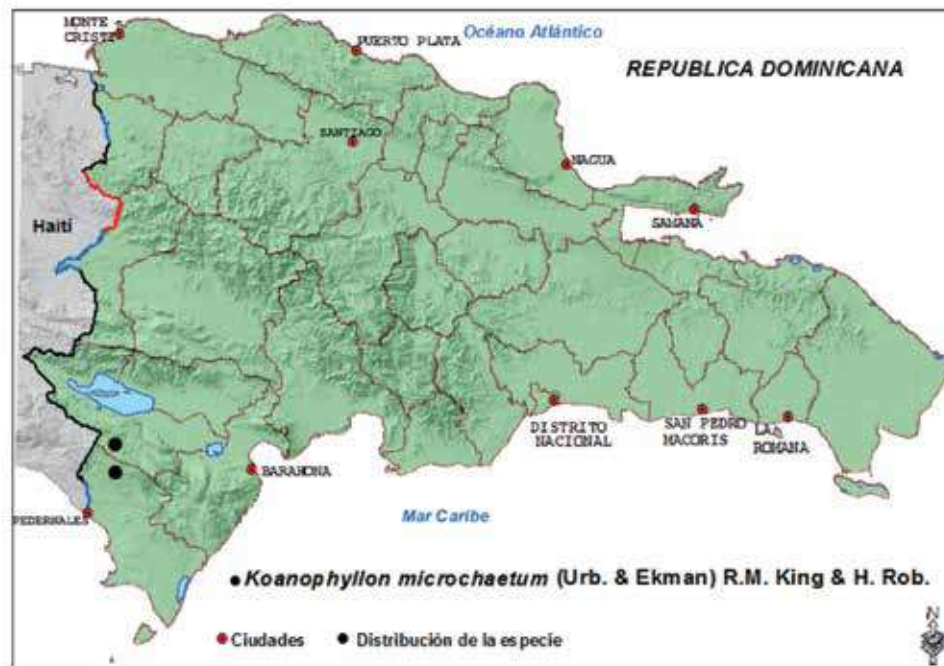 MONTE
CRISTI
Océano Atlántico
PUERTO PLATA
REPUBLICA DOMINICANA
SANTIAGO
NAGUA
SAMANA
Haití
DISTRITO
NACIONAL
SAN PEDRO
MACORIS
LA
ROMANA
BARAHONA
PEDERNALES
Mar Caribe
Koanophyllon microchaetum (Urb. & Ekman) R.M. King & H. Rob.
Ciudades
Distribución de la especie
N